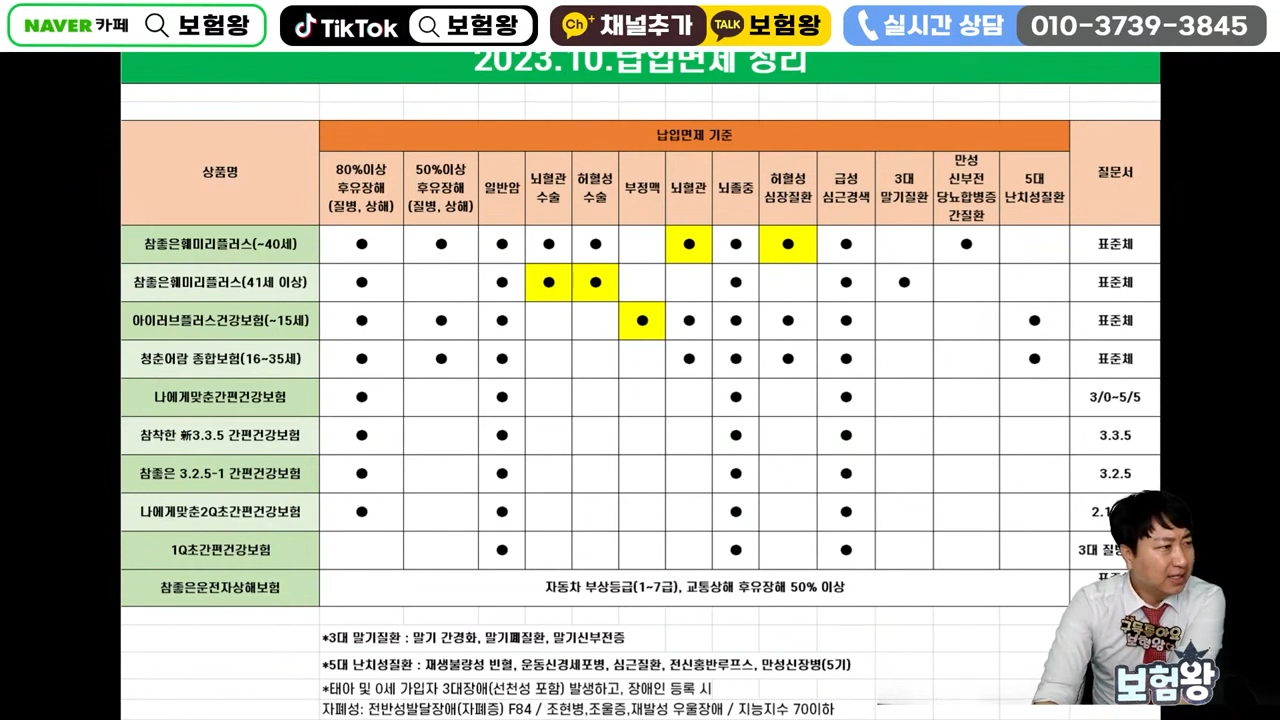 NAVER 카페 보험왕 TikTok 보험왕 Ch+ 채널추가 TALK 보험왕 실시간 상담 010-3739-3845
2023.10.납입면제 정리
상품명 납입면제 기준 질문서
80%이상 후유장해 (질병, 상해)
50%이상 후유장해 (질병, 상해)
일반암
뇌혈관 수술
허혈성 수술
부정맥
뇌혈관
뇌졸중
허혈성 심장질환
급성 심근경색
3대 말기질환
만성 신부전 당뇨합병증 간질환
5대 난치성질환
참좋은훼미리플러스(~40세) ● ● ● ● ● ● ● ● ● ● 표준체
참좋은훼미리플러스(41세 이상) ● ● ● ● ● ● ● 표준체
아이러브플러스건강보험(~15세) ● ● ● ● ● ● ● ● ● 표준체
청춘어람 종합보험(16~35세) ● ● ● ● ● ● ● ● 표준체
나에게맞춘간편건강보험 ● ● ● ● 3/0~5/5
참착한 新3.3.5 간편건강보험 ● ● ● ● 3.3.5
참좋은 3.2.5-1 간편건강보험 ● ● ● ● 3.2.5
나에게맞춘2Q초간편건강보험 ● ● ● ●
1Q초간편건강보험 ● ● ● 3대
참좋은운전자상해보험 자동차 부상등급(1~7급), 교통상해 후유장해 50% 이상
*3대 말기질환 : 말기 간경화, 말기폐질환, 말기신부전증
*5대 난치성질환 : 재생불량성 빈혈, 운동신경세포병, 심근질환, 전신홍반루프스, 만성신장병(5기)
*태아 및 0세 가입자 3대장애(선천성 포함) 발생하고, 장애인 등록 시
자폐성: 전반성발달장애(자폐증) F84 / 조현병,조울증,재발성 우울장애 / 지능지수 70이하
구독좋아요
보험왕
보험왕